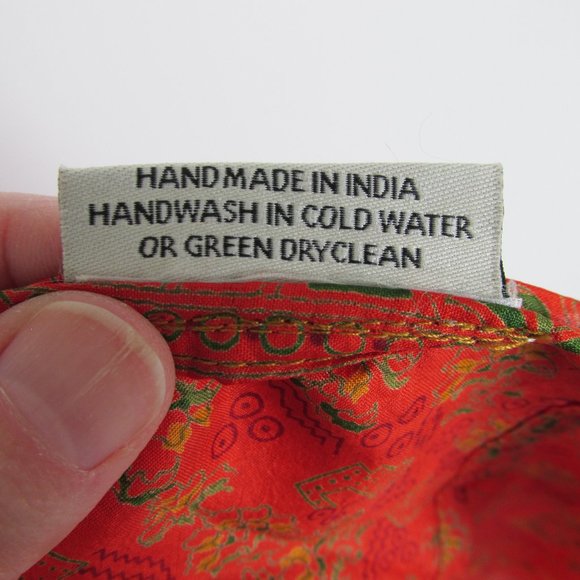 HANDMADE IN INDIA
HANDWASH IN COLD WATER
OR GREEN DRYCLEAN